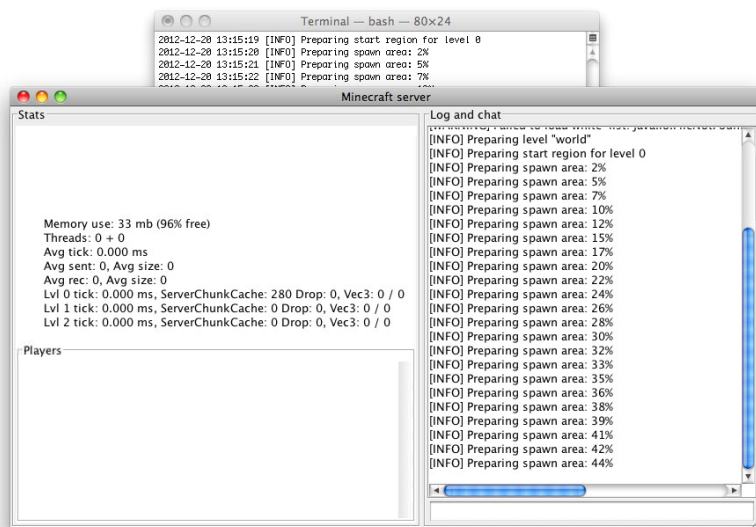 Terminal — bash — 80×24
2012-12-20 13:15:19 [INFO] Preparing start region for level 0
2012-12-20 13:15:20 [INFO] Preparing spawn area: 2%
2012-12-20 13:15:21 [INFO] Preparing spawn area: 5%
2012-12-20 13:15:22 [INFO] Preparing spawn area: 7%
Minecraft server
Stats
Memory use: 33 mb (96% free)
Threads: 0 + 0
Avg tick: 0.000 ms
Avg sent: 0, Avg size: 0
Avg rec: 0, Avg size: 0
Lvl 0 tick: 0.000 ms, ServerChunkCache: 280 Drop: 0, Vec3: 0 / 0
Lvl 1 tick: 0.000 ms, ServerChunkCache: 0 Drop: 0, Vec3: 0 / 0
Lvl 2 tick: 0.000 ms, ServerChunkCache: 0 Drop: 0, Vec3: 0 / 0
Players
Log and chat
[INFO] Preparing level "world"
[INFO] Preparing start region for level 0
[INFO] Preparing spawn area: 2%
[INFO] Preparing spawn area: 5%
[INFO] Preparing spawn area: 7%
[INFO] Preparing spawn area: 10%
[INFO] Preparing spawn area: 12%
[INFO] Preparing spawn area: 15%
[INFO] Preparing spawn area: 17%
[INFO] Preparing spawn area: 20%
[INFO] Preparing spawn area: 22%
[INFO] Preparing spawn area: 24%
[INFO] Preparing spawn area: 26%
[INFO] Preparing spawn area: 28%
[INFO] Preparing spawn area: 30%
[INFO] Preparing spawn area: 32%
[INFO] Preparing spawn area: 33%
[INFO] Preparing spawn area: 35%
[INFO] Preparing spawn area: 36%
[INFO] Preparing spawn area: 38%
[INFO] Preparing spawn area: 39%
[INFO] Preparing spawn area: 41%
[INFO] Preparing spawn area: 42%
[INFO] Preparing spawn area: 44%